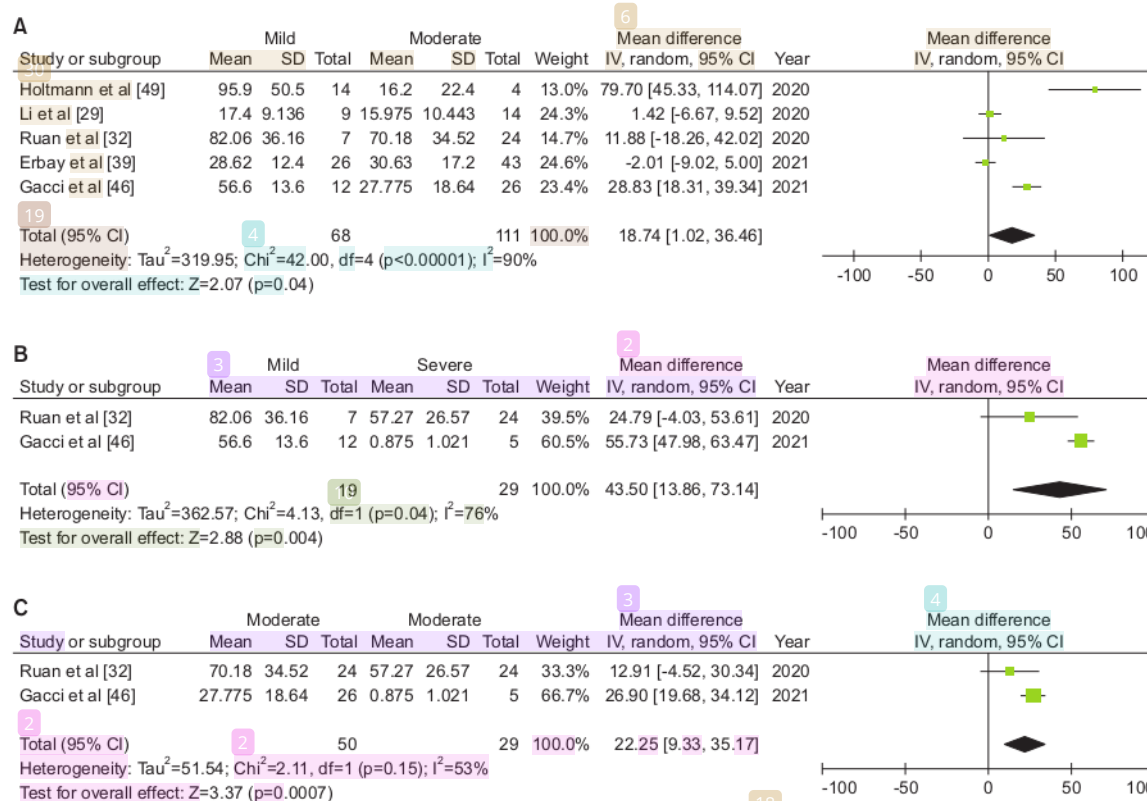 A
6
Mild Moderate Mean difference Mean difference
Study or subgroup Mean SD Total Mean SD Total Weight IV, random, 95% CI Year IV, random, 95% CI
30
Holtmann et al [49] 95.9 50.5 14 16.2 22.4 4 13.0% 79.70 [45.33, 114.07] 2020
Li et al [29] 17.4 9.136 9 15.975 10.443 14 24.3% 1.42 [-6.67, 9.52] 2020
Ruan et al [32] 82.06 36.16 7 70.18 34.52 24 14.7% 11.88 [-18.26, 42.02] 2020
Erbay et al [39] 28.62 12.4 26 30.63 17.2 43 24.6% -2.01 [-9.02, 5.00] 2021
Gacci et al [46] 56.6 13.6 12 27.775 18.64 26 23.4% 28.83 [18.31, 39.34] 2021
19
4
Total (95% CI) 68 111 100.0% 18.74 [1.02, 36.46]
Heterogeneity: Tau²=319.95; Chi²=42.00, df=4 (p<0.00001); I²=90%
Test for overall effect: Z=2.07 (p=0.04)
-100 -50 0 50 100
B
3
2
Mild Severe Mean difference Mean difference
Study or subgroup Mean SD Total Mean SD Total Weight IV, random, 95% CI Year IV, random, 95% CI
Ruan et al [32] 82.06 36.16 7 57.27 26.57 24 39.5% 24.79 [-4.03, 53.61] 2020
Gacci et al [46] 56.6 13.6 12 0.875 1.021 5 60.5% 55.73 [47.98, 63.47] 2021
Total (95% CI) 19 29 100.0% 43.50 [13.86, 73.14]
Heterogeneity: Tau²=362.57; Chi²=4.13, df=1 (p=0.04); I²=76%
Test for overall effect: Z=2.88 (p=0.004)
-100 -50 0 50
C
3
4
Moderate Moderate Mean difference Mean difference
Study or subgroup Mean SD Total Mean SD Total Weight IV, random, 95% CI Year IV, random, 95% CI
Ruan et al [32] 70.18 34.52 24 57.27 26.57 24 33.3% 12.91 [-4.52, 30.34] 2020
Gacci et al [46] 27.775 18.64 26 0.875 1.021 5 66.7% 26.90 [19.68, 34.12] 2021
2
2
Total (95% CI) 50 29 100.0% 22.25 [9.33, 35.17]
Heterogeneity: Tau²=51.54; Chi²=2.11, df=1 (p=0.15); I²=53%
Test for overall effect: Z=3.37 (p=0.0007)
-100 -50 0 50